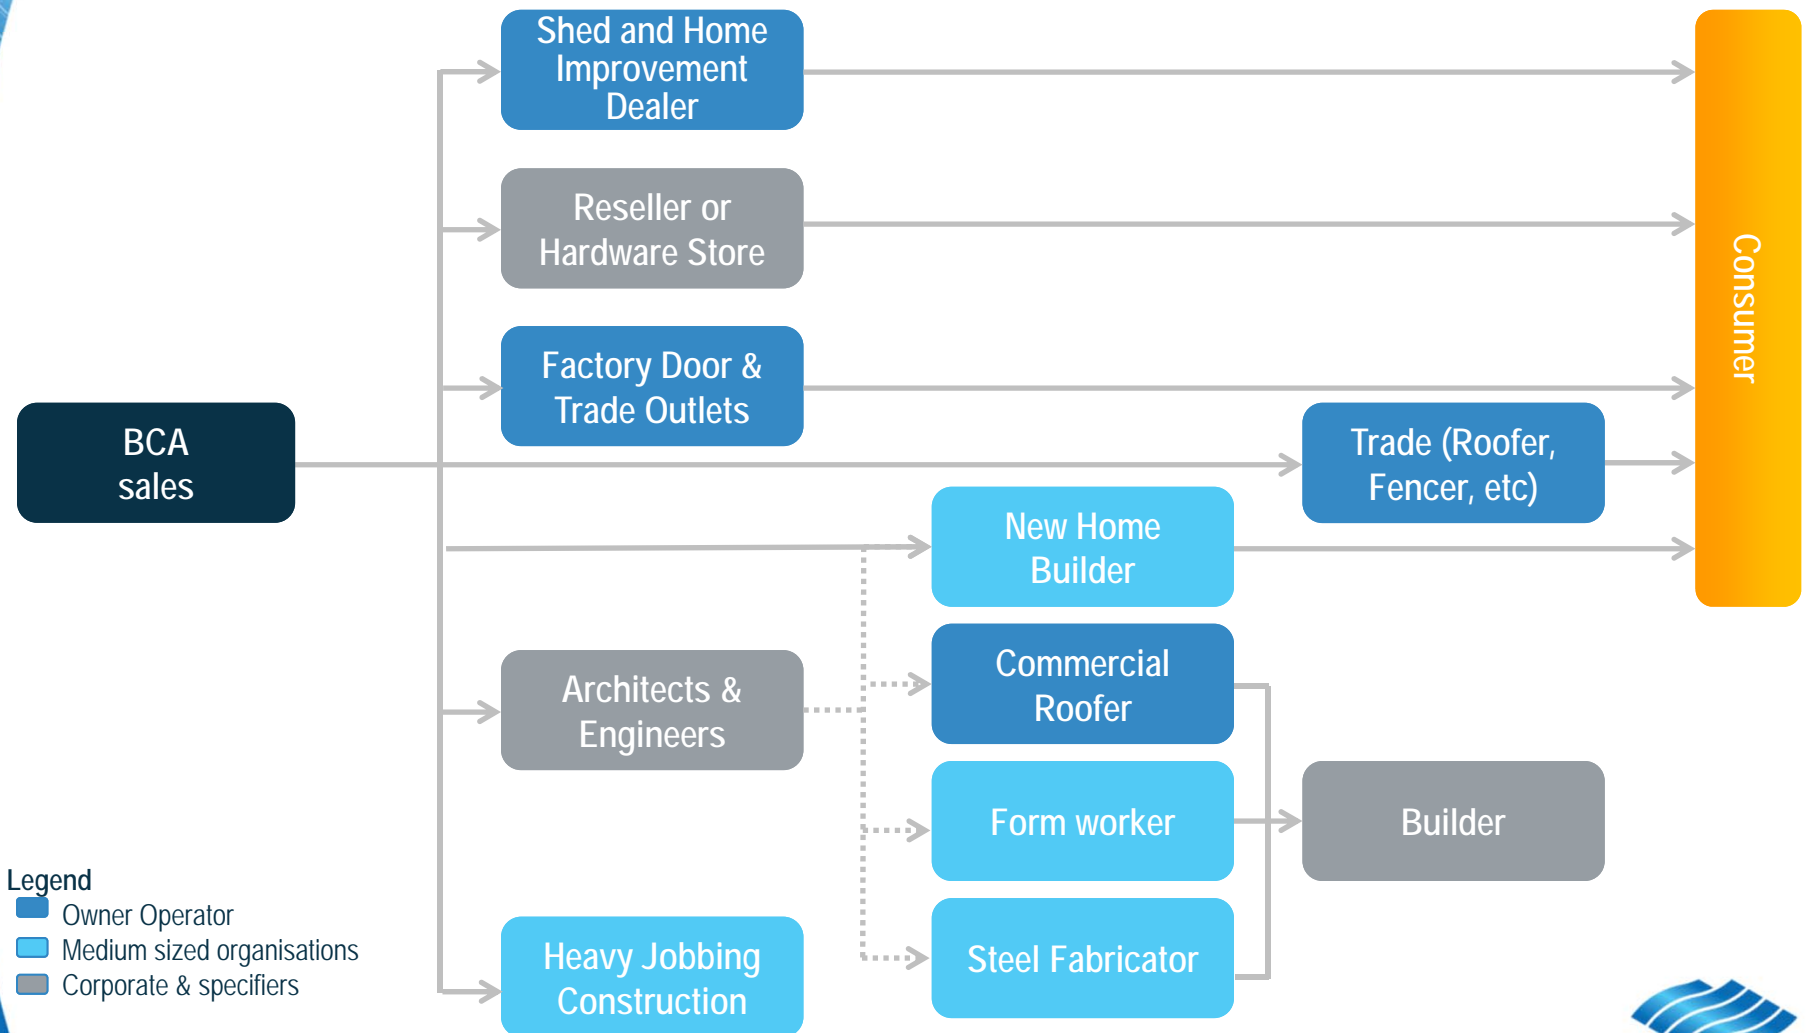 Shed and Home
Improvement
Dealer
Reseller or
Hardware Store
Consumer
Factory Door &
Trade Outlets
BCA
sales
Trade (Roofer,
Fencer, etc)
New Home
Builder
Commercial
Roofer
Architects &
Engineers
Form worker
Builder
Steel Fabricator
Heavy Jobbing
Construction
Legend
Owner Operator
Medium sized organisations
Corporate & specifiers